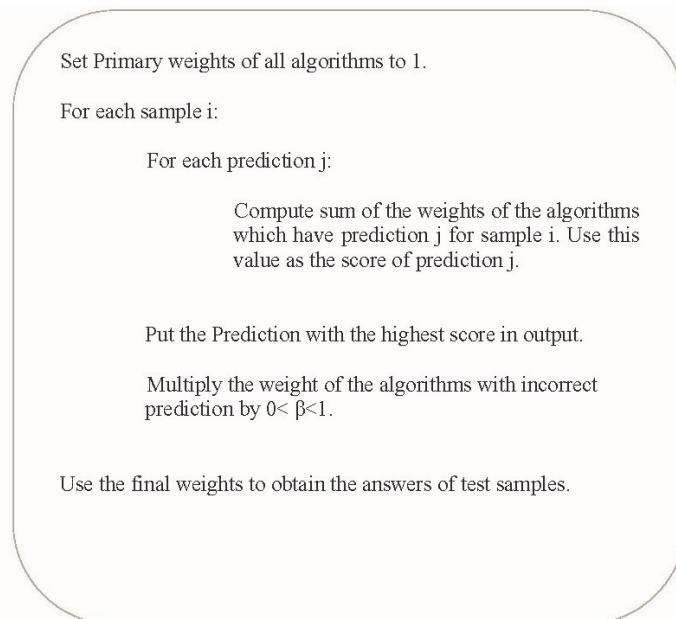 Set Primary weights of all algorithms to 1.
For each sample i:
For each prediction j:
Compute sum of the weights of the algorithms
which have prediction j for sample i. Use this
value as the score of prediction j.
Put the Prediction with the highest score in output.
Multiply the weight of the algorithms with incorrect
prediction by 0< β<1.
Use the final weights to obtain the answers of test samples.